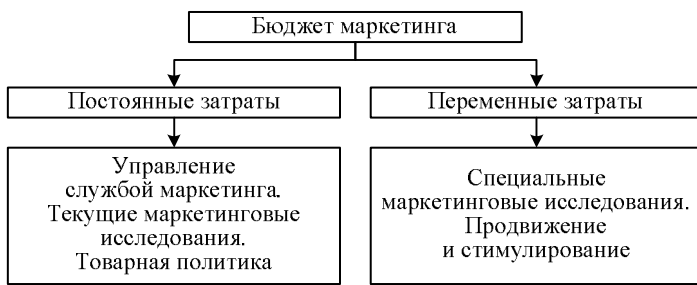 Бюджет маркетинга
Постоянные затраты
Переменные затраты
Управление
службой маркетинга.
Текущие маркетинговые
исследования.
Товарная политика
Специальные
маркетинговые исследования.
Продвижение
и стимулирование